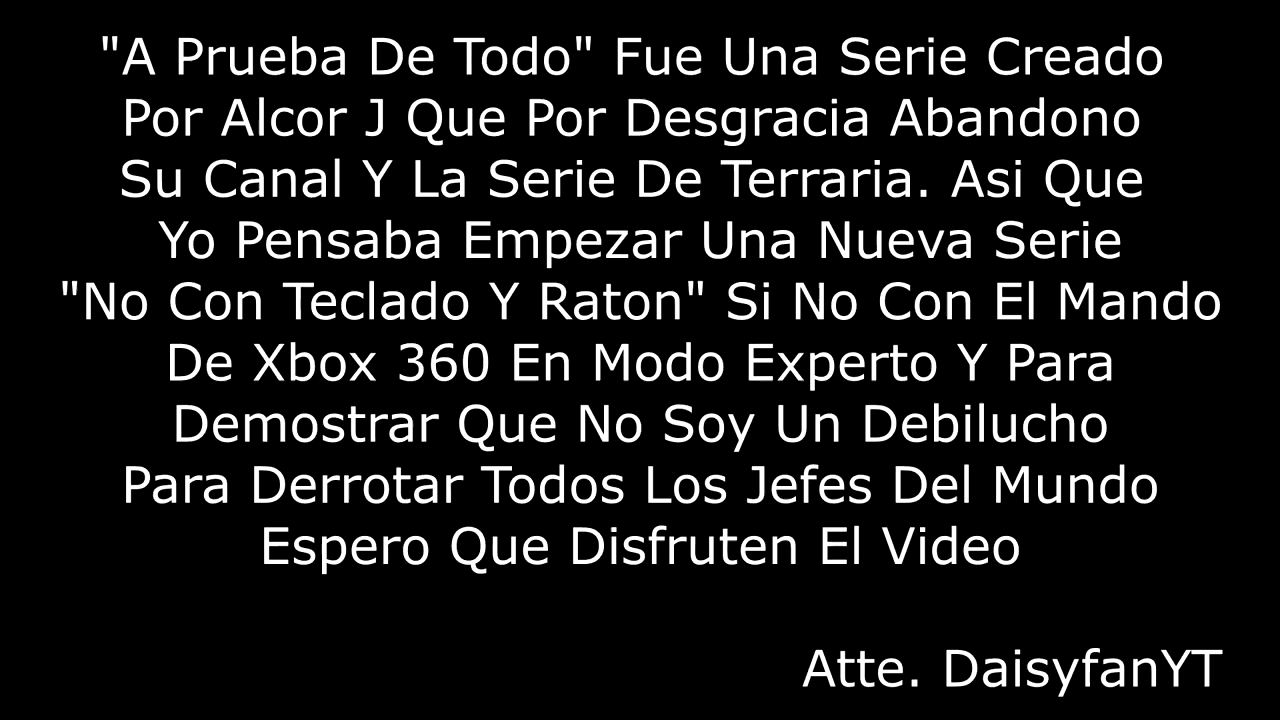 "A Prueba De Todo" Fue Una Serie Creado
Por Alcor J Que Por Desgracia Abandono
Su Canal Y La Serie De Terraria. Asi Que
Yo Pensaba Empezar Una Nueva Serie
"No Con Teclado Y Raton" Si No Con El Mando
De Xbox 360 En Modo Experto Y Para
Demostrar Que No Soy Un Debilucho
Para Derrotar Todos Los Jefes Del Mundo
Espero Que Disfruten El Video
Atte. DaisyfanYT